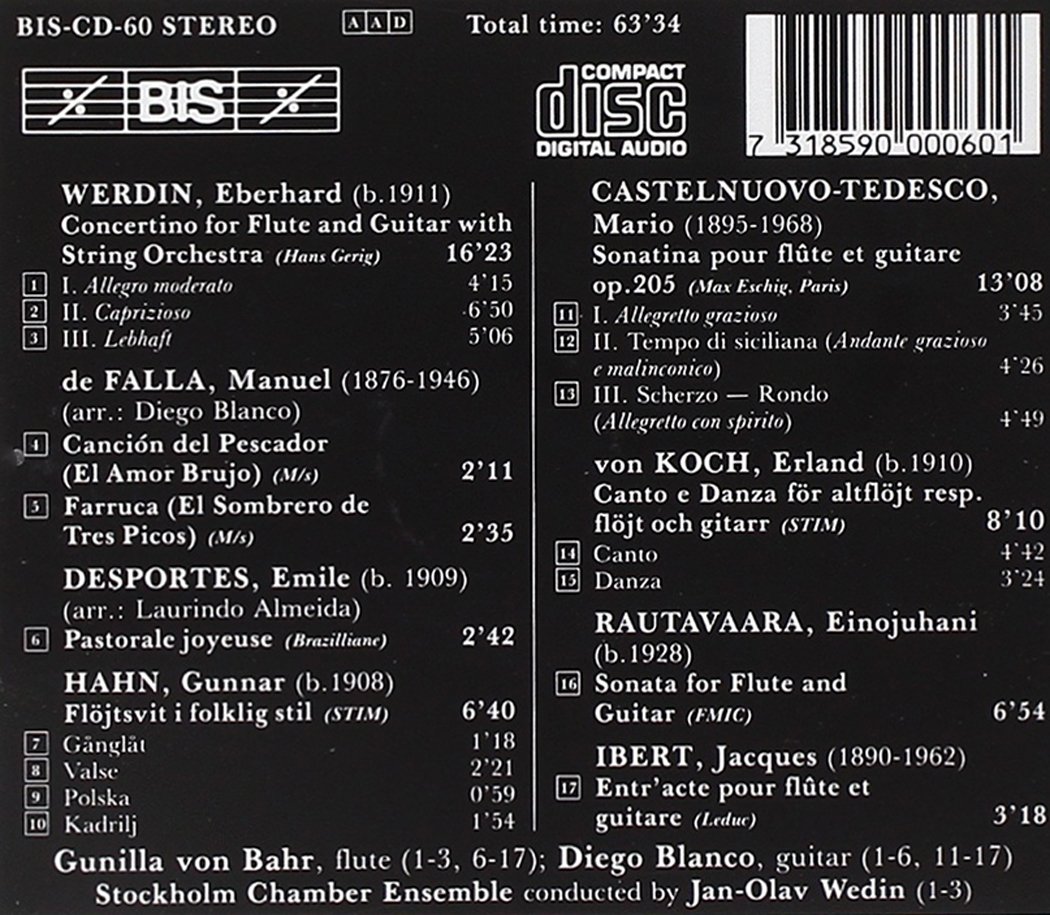 BIS-CD-60 STEREO
A A D
Total time: 63'34
BIS
COMPACT
disc
DIGITAL AUDIO
7 318590 000601
WERDIN, Eberhard (b.1911)
Concertino for Flute and Guitar with
String Orchestra (Hans Gerig) 16'23
1 I. Allegro moderato 4'15
2 II. Caprizioso 6'50
3 III. Lebhaft 5'06
de FALLA, Manuel (1876-1946)
(arr.: Diego Blanco)
4 Canción del Pescador
(El Amor Brujo) (M/s) 2'11
5 Farruca (El Sombrero de
Tres Picos) (M/s) 2'35
DESPORTES, Emile (b. 1909)
(arr.: Laurindo Almeida)
6 Pastorale joyeuse (Brazilliane) 2'42
HAHN, Gunnar (b.1908)
Flöjtsvit i folklig stil (STIM) 6'40
7 Gånglåt 1'18
8 Valse 2'21
9 Polska 0'59
10 Kadrilj 1'54
CASTELNUOVO-TEDESCO,
Mario (1895-1968)
Sonatina pour flûte et guitare
op.205 (Max Eschig, Paris) 13'08
11 I. Allegretto grazioso 3'45
12 II. Tempo di siciliana (Andante grazioso
e malinconico) 4'26
13 III. Scherzo — Rondo
(Allegretto con spirito) 4'49
von KOCH, Erland (b.1910)
Canto e Danza för altflöjt resp.
flöjt och gitarr (STIM) 8'10
14 Canto 4'42
15 Danza 3'24
RAUTAVAARA, Einojuhani
(b.1928)
16 Sonata for Flute and
Guitar (FMIC) 6'54
IBERT, Jacques (1890-1962)
17 Entr'acte pour flûte et
guitare (Leduc) 3'18
Gunilla von Bahr, flute (1-3, 6-17); Diego Blanco, guitar (1-6, 11-17)
Stockholm Chamber Ensemble conducted by Jan-Olav Wedin (1-3)